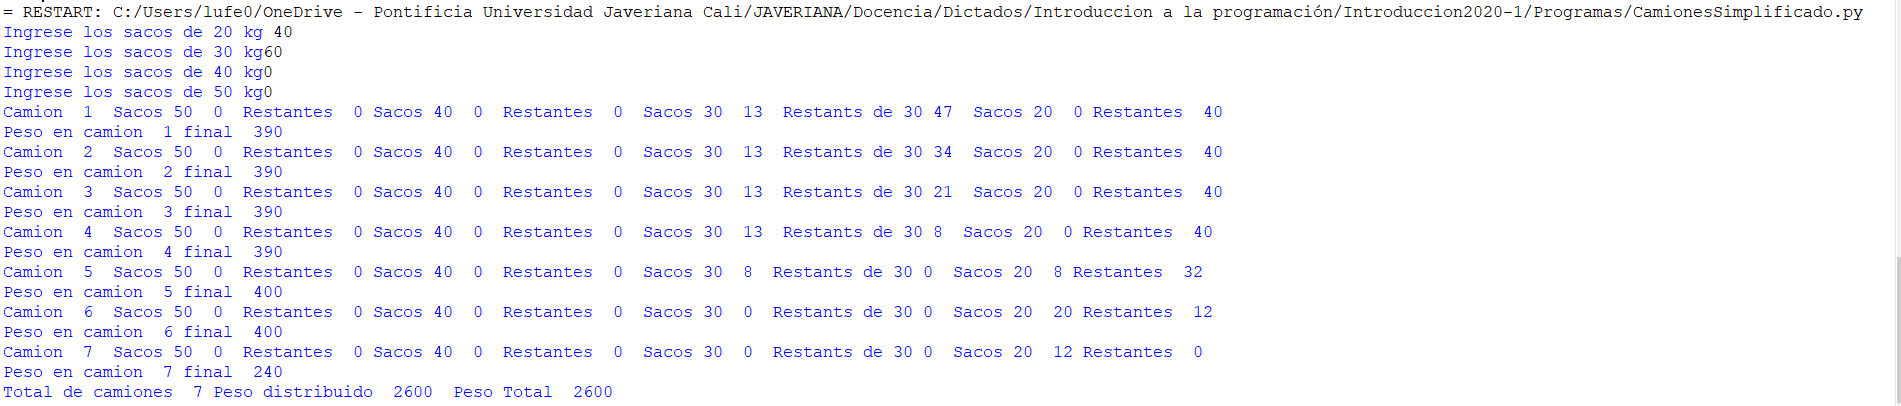 = RESTART: C:/Users/lufe0/OneDrive - Pontificia Universidad Javeriana Cali/JAVERIANA/Docencia/Dictados/Introduccion a la programación/Introduccion2020-1/Programas/CamionesSimplificado.py
Ingrese los sacos de 20 kg 40
Ingrese los sacos de 30 kg60
Ingrese los sacos de 40 kg0
Ingrese los sacos de 50 kg0
Camion  1  Sacos 50  0  Restantes  0 Sacos 40  0  Restantes  0  Sacos 30  13  Restants de 30 47  Sacos 20  0 Restantes  40
Peso en camion  1 final  390
Camion  2  Sacos 50  0  Restantes  0 Sacos 40  0  Restantes  0  Sacos 30  13  Restants de 30 34  Sacos 20  0 Restantes  40
Peso en camion  2 final  390
Camion  3  Sacos 50  0  Restantes  0 Sacos 40  0  Restantes  0  Sacos 30  13  Restants de 30 21  Sacos 20  0 Restantes  40
Peso en camion  3 final  390
Camion  4  Sacos 50  0  Restantes  0 Sacos 40  0  Restantes  0  Sacos 30  13  Restants de 30 8  Sacos 20  0 Restantes  40
Peso en camion  4 final  390
Camion  5  Sacos 50  0  Restantes  0 Sacos 40  0  Restantes  0  Sacos 30  8  Restants de 30 0  Sacos 20  8 Restantes  32
Peso en camion  5 final  400
Camion  6  Sacos 50  0  Restantes  0 Sacos 40  0  Restantes  0  Sacos 30  0  Restants de 30 0  Sacos 20  20 Restantes  12
Peso en camion  6 final  400
Camion  7  Sacos 50  0  Restantes  0 Sacos 40  0  Restantes  0  Sacos 30  0  Restants de 30 0  Sacos 20  12 Restantes  0
Peso en camion  7 final  240
Total de camiones  7 Peso distribuido  2600  Peso Total  2600